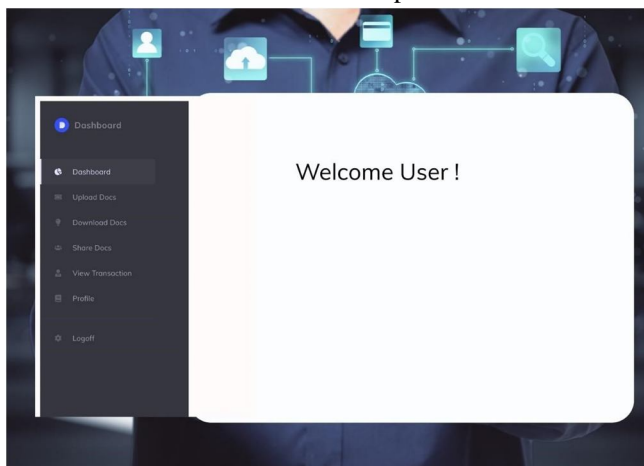 Dashboard
Dashboard
Upload Docs
Download Docs
Share Docs
View Transaction
Profile
Logoff
Welcome User !